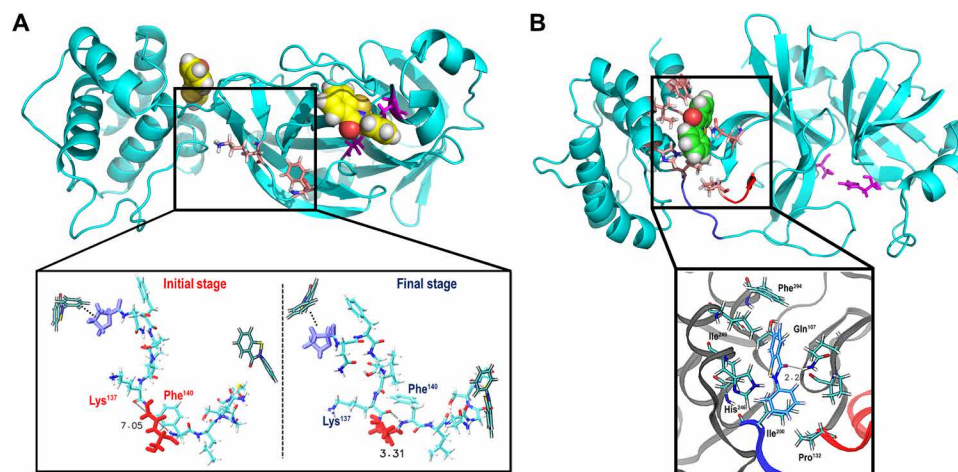 A
B
Initial stage
Final stage
Lys137
Phe140
7.05
Phe140
Lys137
3.31
Phe294
Gln107
Ile249
2.2
His246
Ile200
Pro132